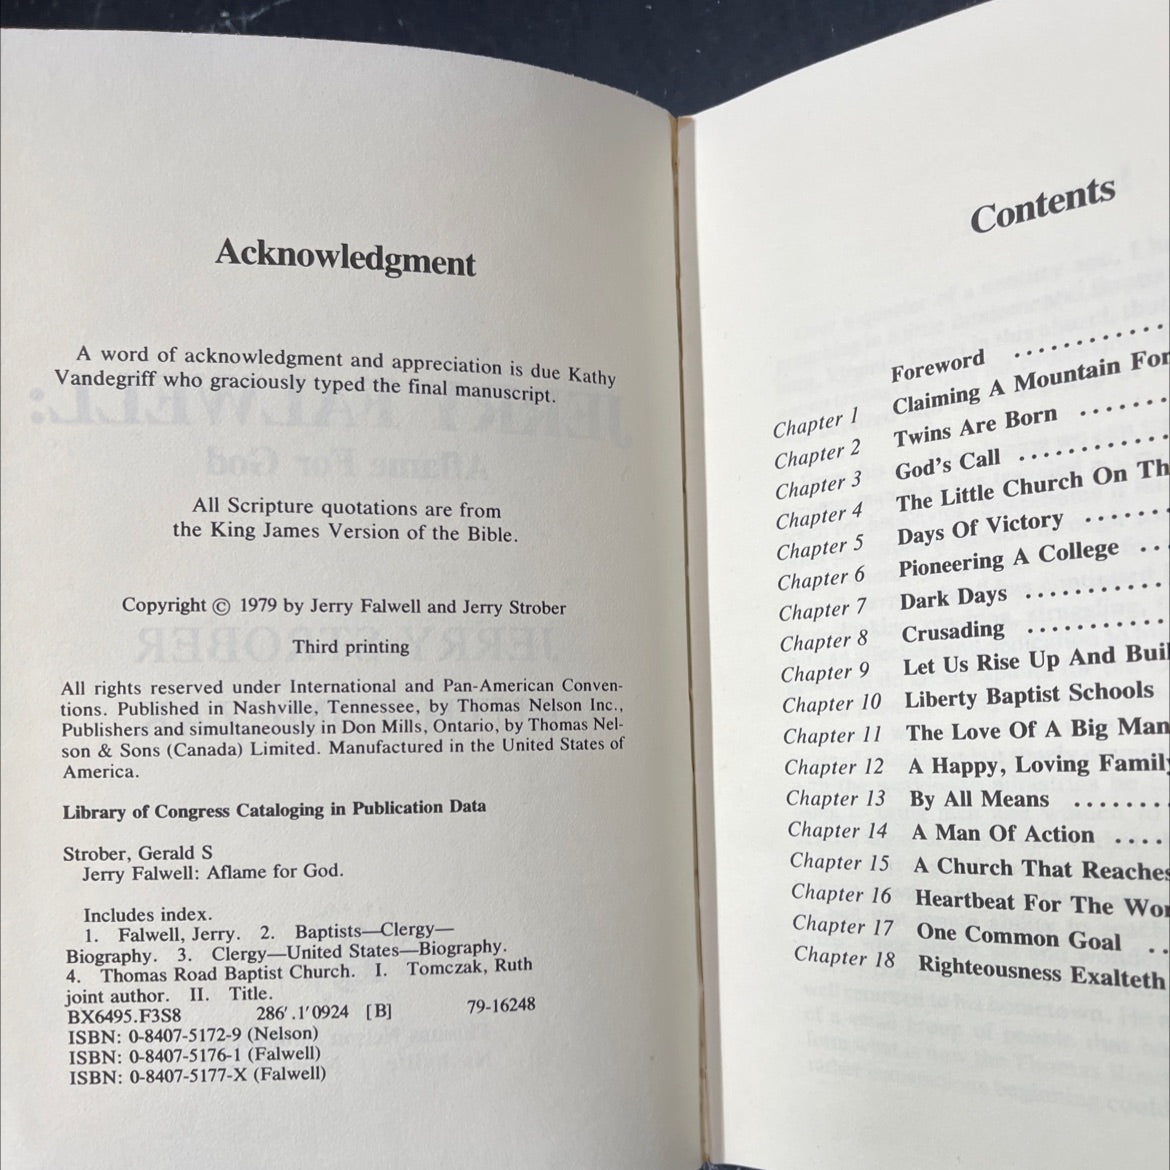 Acknowledgment
A word of acknowledgment and appreciation is due Kathy
Vandegriff who graciously typed the final manuscript.
All Scripture quotations are from
the King James Version of the Bible.
Copyright © 1979 by Jerry Falwell and Jerry Strober
Third printing
All rights reserved under International and Pan-American Conven-
tions. Published in Nashville, Tennessee, by Thomas Nelson Inc.,
Publishers and simultaneously in Don Mills, Ontario, by Thomas Nel-
son & Sons (Canada) Limited. Manufactured in the United States of
America.
Library of Congress Cataloging in Publication Data
Strober, Gerald S
Jerry Falwell: Aflame for God.
Includes index.
1. Falwell, Jerry. 2. Baptists—Clergy—
Biography. 3. Clergy—United States—Biography.
4. Thomas Road Baptist Church. I. Tomczak, Ruth
joint author. II. Title.
BX6495.F3S8 286′.1′0924 [B] 79-16248
ISBN: 0-8407-5172-9 (Nelson)
ISBN: 0-8407-5176-1 (Falwell)
ISBN: 0-8407-5177-X (Falwell)
Contents
Foreword ............
Chapter 1 Claiming A Mountain For
Chapter 2 Twins Are Born .......
Chapter 3 God's Call ............
Chapter 4 The Little Church On Th
Chapter 5 Days Of Victory .......
Chapter 6 Pioneering A College ...
Chapter 7 Dark Days ...........
Chapter 8 Crusading ...........
Chapter 9 Let Us Rise Up And Buil
Chapter 10 Liberty Baptist Schools
Chapter 11 The Love Of A Big Man
Chapter 12 A Happy, Loving Family
Chapter 13 By All Means ........
Chapter 14 A Man Of Action ....
Chapter 15 A Church That Reaches
Chapter 16 Heartbeat For The Wor
Chapter 17 One Common Goal ..
Chapter 18 Righteousness Exalteth